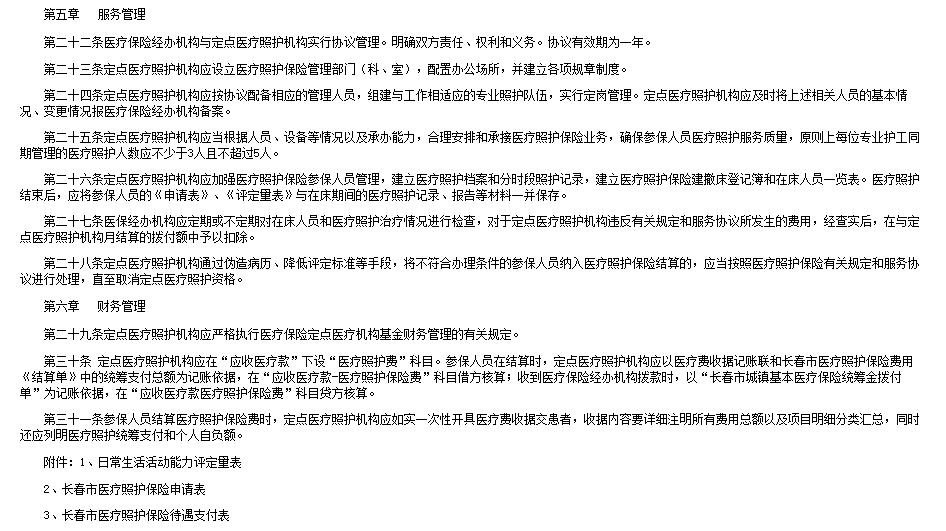 第五章　服务管理
第二十二条医疗保险经办机构与定点医疗照护机构实行协议管理。明确双方责任、权利和义务。协议有效期为一年。
第二十三条定点医疗照护机构应设立医疗照护保险管理部门（科、室），配置办公场所，并建立各项规章制度。
第二十四条定点医疗照护机构应按协议配备相应的管理人员，组建与工作相适应的专业照护队伍，实行定岗管理。定点医疗照护机构应及时将上述相关人员的基本情
况、变更情况报医疗保险经办机构备案。
第二十五条定点医疗照护机构应当根据人员、设备等情况以及承办能力，合理安排和承接医疗照护保险业务，确保参保人员医疗照护服务质量，原则上每位专业护工同
期管理的医疗照护人数应不少于3人且不超过5人。
第二十六条定点医疗照护机构应加强医疗照护保险参保人员管理，建立医疗照护档案和分时段照护记录，建立医疗照护保险建撤床登记簿和在床人员一览表。医疗照护
结束后，应将参保人员的《申请表》、《评定量表》与在床期间的医疗照护记录、报告等材料一并保存。
第二十七条医保经办机构应定期或不定期对在床人员和医疗照护治疗情况进行检查，对于定点医疗照护机构违反有关规定和服务协议所发生的费用，经查实后，在与定
点医疗照护机构月结算的拨付额中予以扣除。
第二十八条定点医疗照护机构通过伪造病历、降低评定标准等手段，将不符合办理条件的参保人员纳入医疗照护保险结算的，应当按照医疗照护保险有关规定和服务协
议进行处理，直至取消定点医疗照护资格。
第六章　财务管理
第二十九条定点医疗照护机构应严格执行医疗保险定点医疗机构基金财务管理的有关规定。
第三十条 定点医疗照护机构应在“应收医疗款”下设“医疗照护费”科目。参保人员在结算时，定点医疗照护机构应以医疗费收据记账联和长春市医疗照护保险费用
《结算单》中的统筹支付总额为记账依据，在“应收医疗款-医疗照护保险费”科目借方核算；收到医疗保险经办机构拨款时，以“长春市城镇基本医疗保险统筹金拨付
单”为记账依据，在“应收医疗款医疗照护保险费”科目贷方核算。
第三十一条参保人员结算医疗照护保险费时，定点医疗照护机构应如实一次性开具医疗费收据交患者，收据内容要详细注明所有费用总额以及项目明细分类汇总，同时
还应列明医疗照护统筹支付和个人自负额。
附件：1、日常生活活动能力评定量表
2、长春市医疗照护保险申请表
3、长春市医疗照护保险待遇支付表